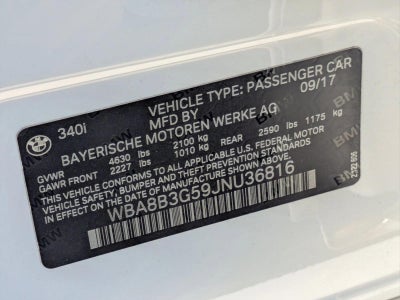 BMW
340i
VEHICLE TYPE: PASSENGER CAR
MFD BY
09/17
BAYERISCHE MOTOREN WERKE AG
GVWR 4630 lbs 2100 kg
GAWR FRONT 2227 lbs 1010 kg REAR 2590 lbs 1175 kg
THIS VEHICLE CONFORMS TO ALL APPLICABLE U.S. FEDERAL MOTOR
VEHICLE SAFETY, BUMPER, AND THEFT PREVENTION STANDARDS
IN EFFECT ON THE DATE OF MANUFACTURE SHOWN ABOVE.
WBA8B3G59JNU36816